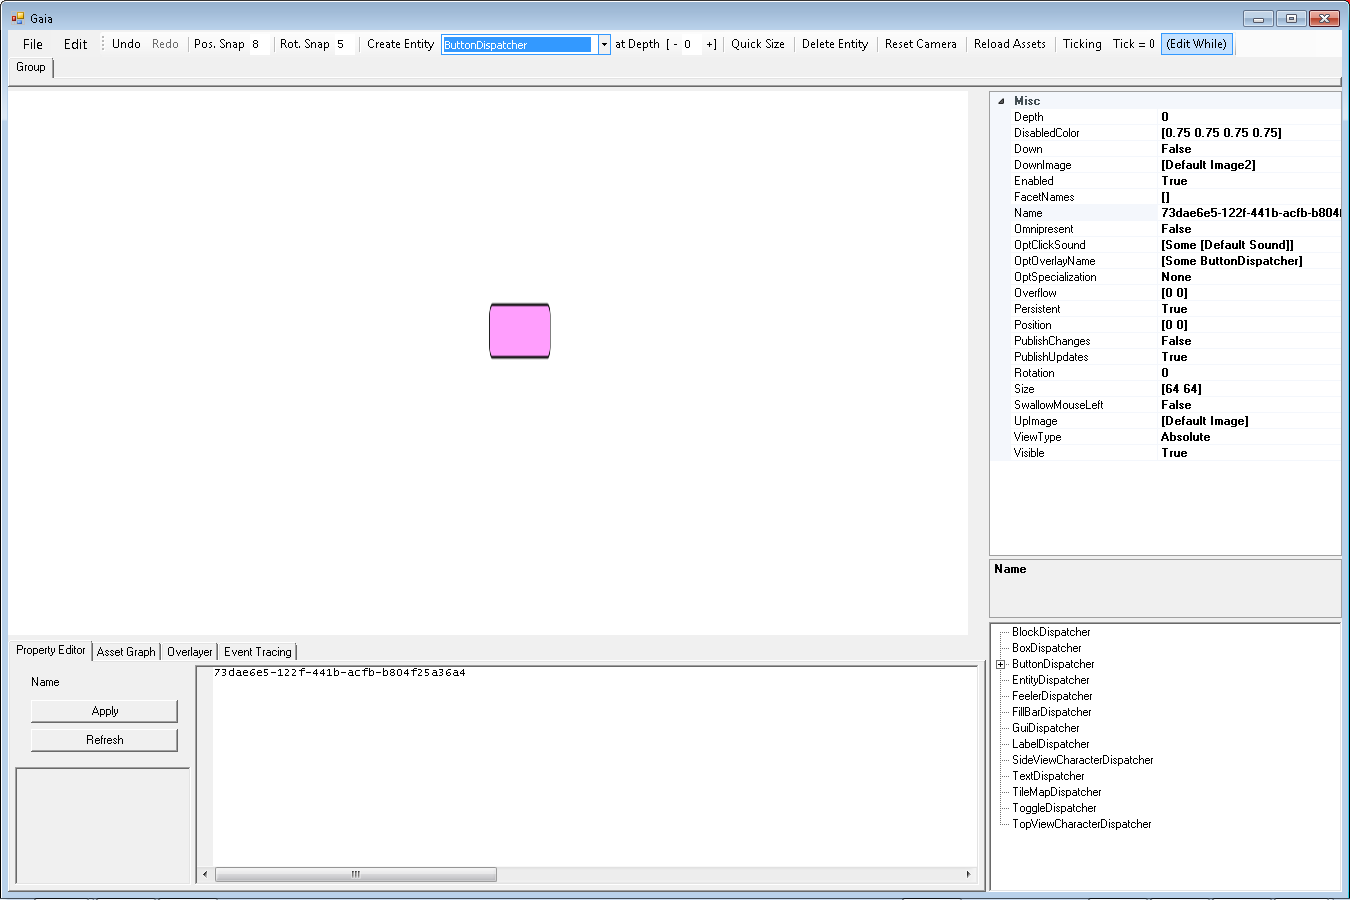 Gaia
File Edit Undo Redo Pos. Snap 8 Rot. Snap 5 Create Entity ButtonDispatcher at Depth [ - 0 +] Quick Size Delete Entity Reset Camera Reload Assets Ticking Tick = 0 (Edit While)
Group
Misc
Depth 0
DisabledColor [0.75 0.75 0.75 0.75]
Down False
DownImage [Default Image2]
Enabled True
FacetNames []
Name 73dae6e5-122f-441b-acfb-b804f
Omnipresent False
OptClickSound [Some [Default Sound]]
OptOverlayName [Some ButtonDispatcher]
OptSpecialization None
Overflow [0 0]
Persistent True
Position [0 0]
PublishChanges False
PublishUpdates True
Rotation 0
Size [64 64]
SwallowMouseLeft False
UpImage [Default Image]
ViewType Absolute
Visible True
Name
BlockDispatcher
BoxDispatcher
ButtonDispatcher
EntityDispatcher
FeelerDispatcher
FillBarDispatcher
GuiDispatcher
LabelDispatcher
SideViewCharacterDispatcher
TextDispatcher
TileMapDispatcher
ToggleDispatcher
TopViewCharacterDispatcher
Property Editor Asset Graph Overlayer Event Tracing
Name
Apply
Refresh
73dae6e5-122f-441b-acfb-b804f25a36a4